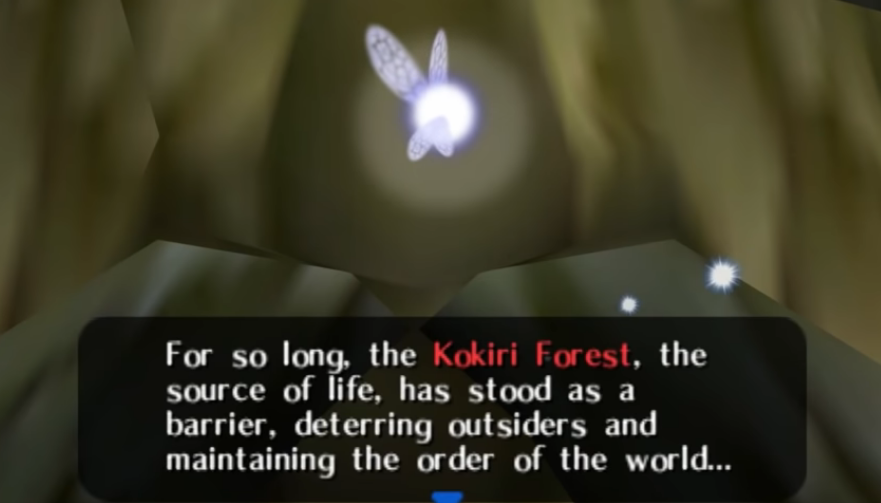 For so long, the Kokiri Forest, the
source of life, has stood as a
barrier, deterring outsiders and
maintaining the order of the world...